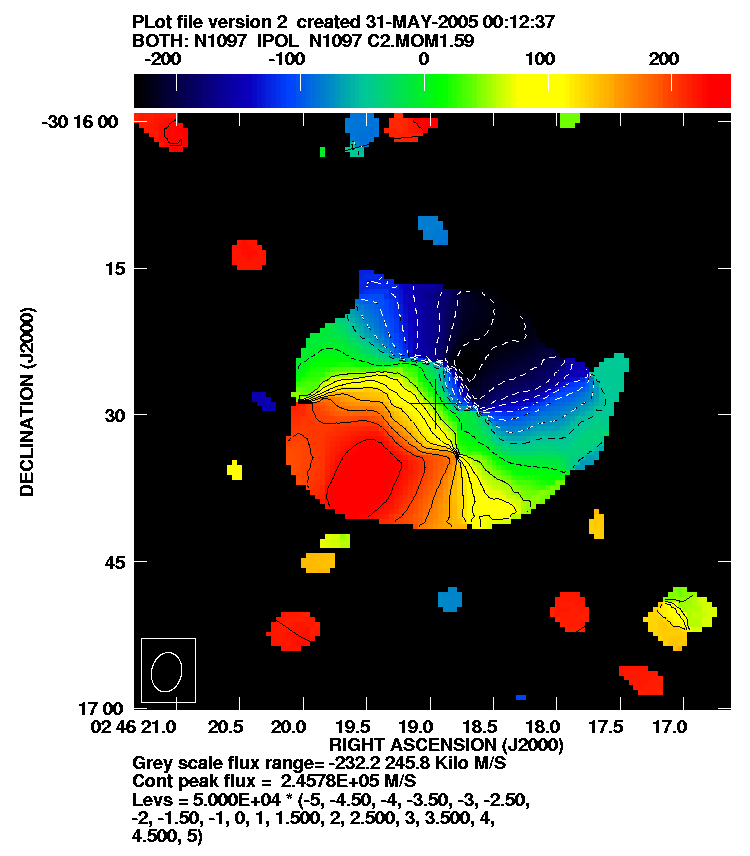 PLot file version 2 created 31-MAY-2005 00:12:37
BOTH: N1097 IPOL N1097 C2.MOM1.59
-200 -100 0 100 200
-30 16 00
15
30
45
17 00
DECLINATION (J2000)
02 46 21.0 20.5 20.0 19.5 19.0 18.5 18.0 17.5 17.0
RIGHT ASCENSION (J2000)
Grey scale flux range= -232.2 245.8 Kilo M/S
Cont peak flux = 2.4578E+05 M/S
Levs = 5.000E+04 * (-5, -4.50, -4, -3.50, -3, -2.50,
-2, -1.50, -1, 0, 1, 1.500, 2, 2.500, 3, 3.500, 4,
4.500, 5)